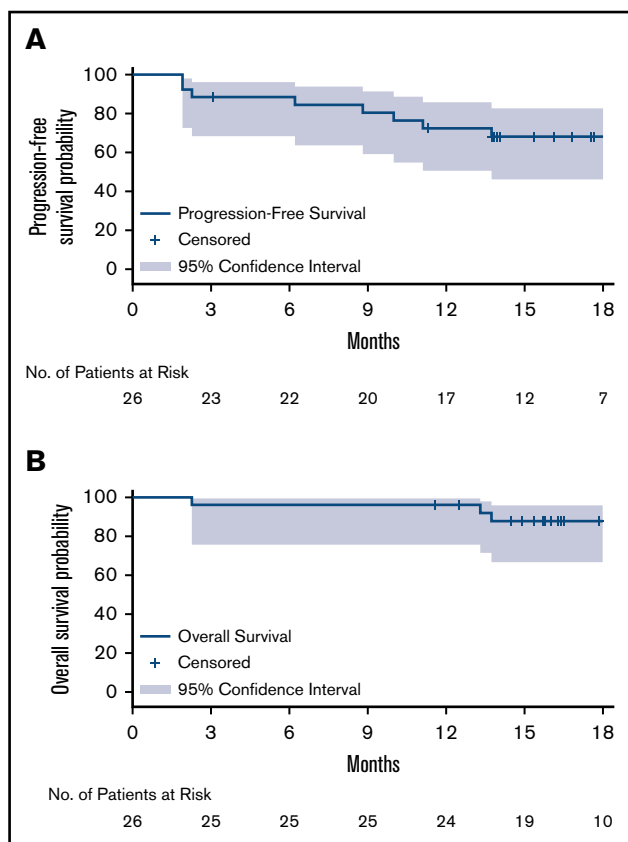 A
Progression-free
survival probability
100
80
60
40
20
0
Progression-Free Survival
Censored
95% Confidence Interval
0 3 6 9 12 15 18
Months
No. of Patients at Risk
26 23 22 20 17 12 7
B
Overall survival probability
100
80
60
40
20
0
Overall Survival
Censored
95% Confidence Interval
0 3 6 9 12 15 18
Months
No. of Patients at Risk
26 25 25 25 24 19 10